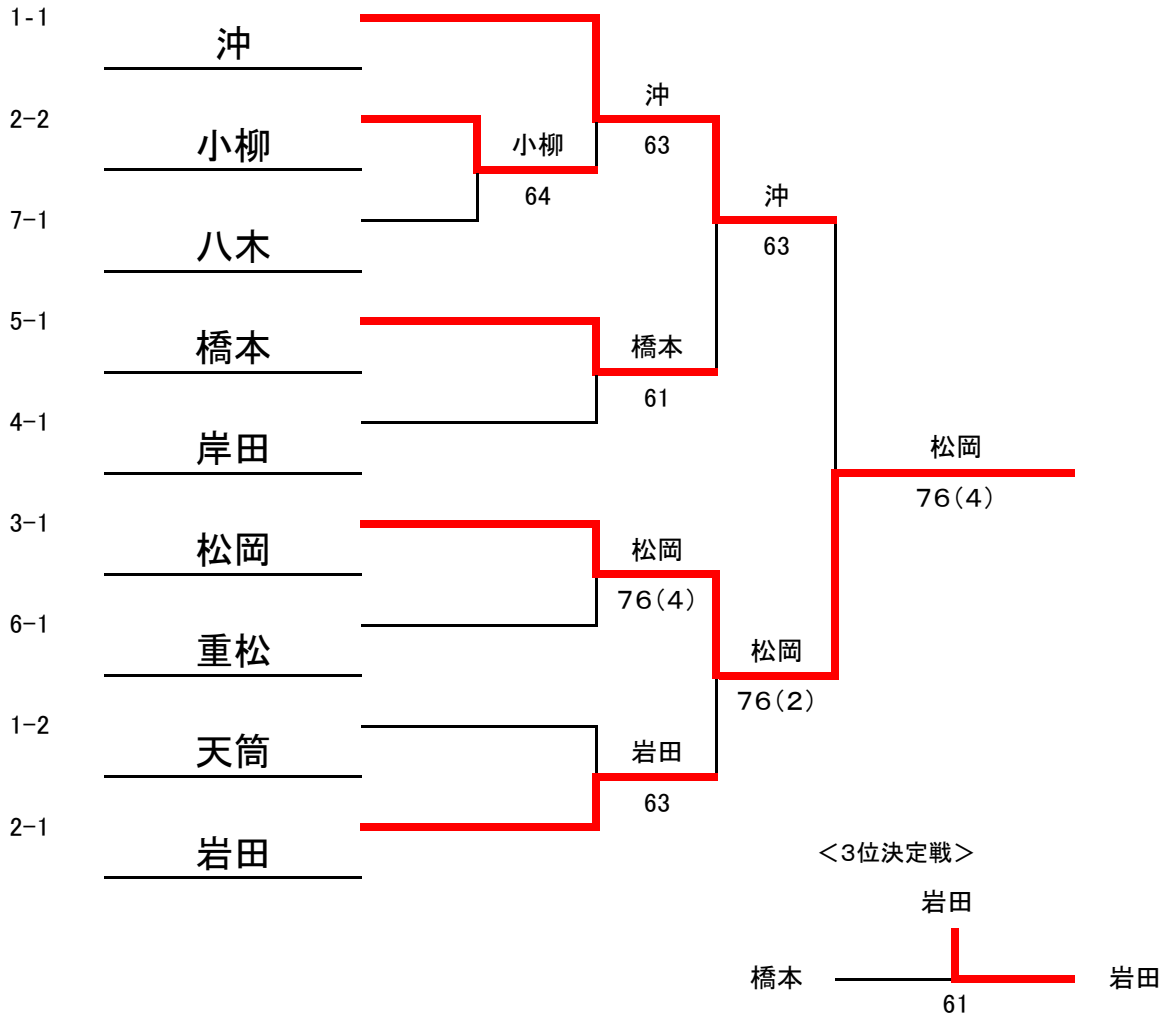 1-1
沖
沖
2-2
小柳
小柳
63
64
沖
7-1
八木
63
5-1
橋本
橋本
61
4-1
岸田
松岡
76(4)
3-1
松岡
松岡
76(4)
6-1
重松
松岡
76(2)
1-2
天筒
岩田
63
2-1
岩田
<3位決定戦>
岩田
橋本
岩田
61